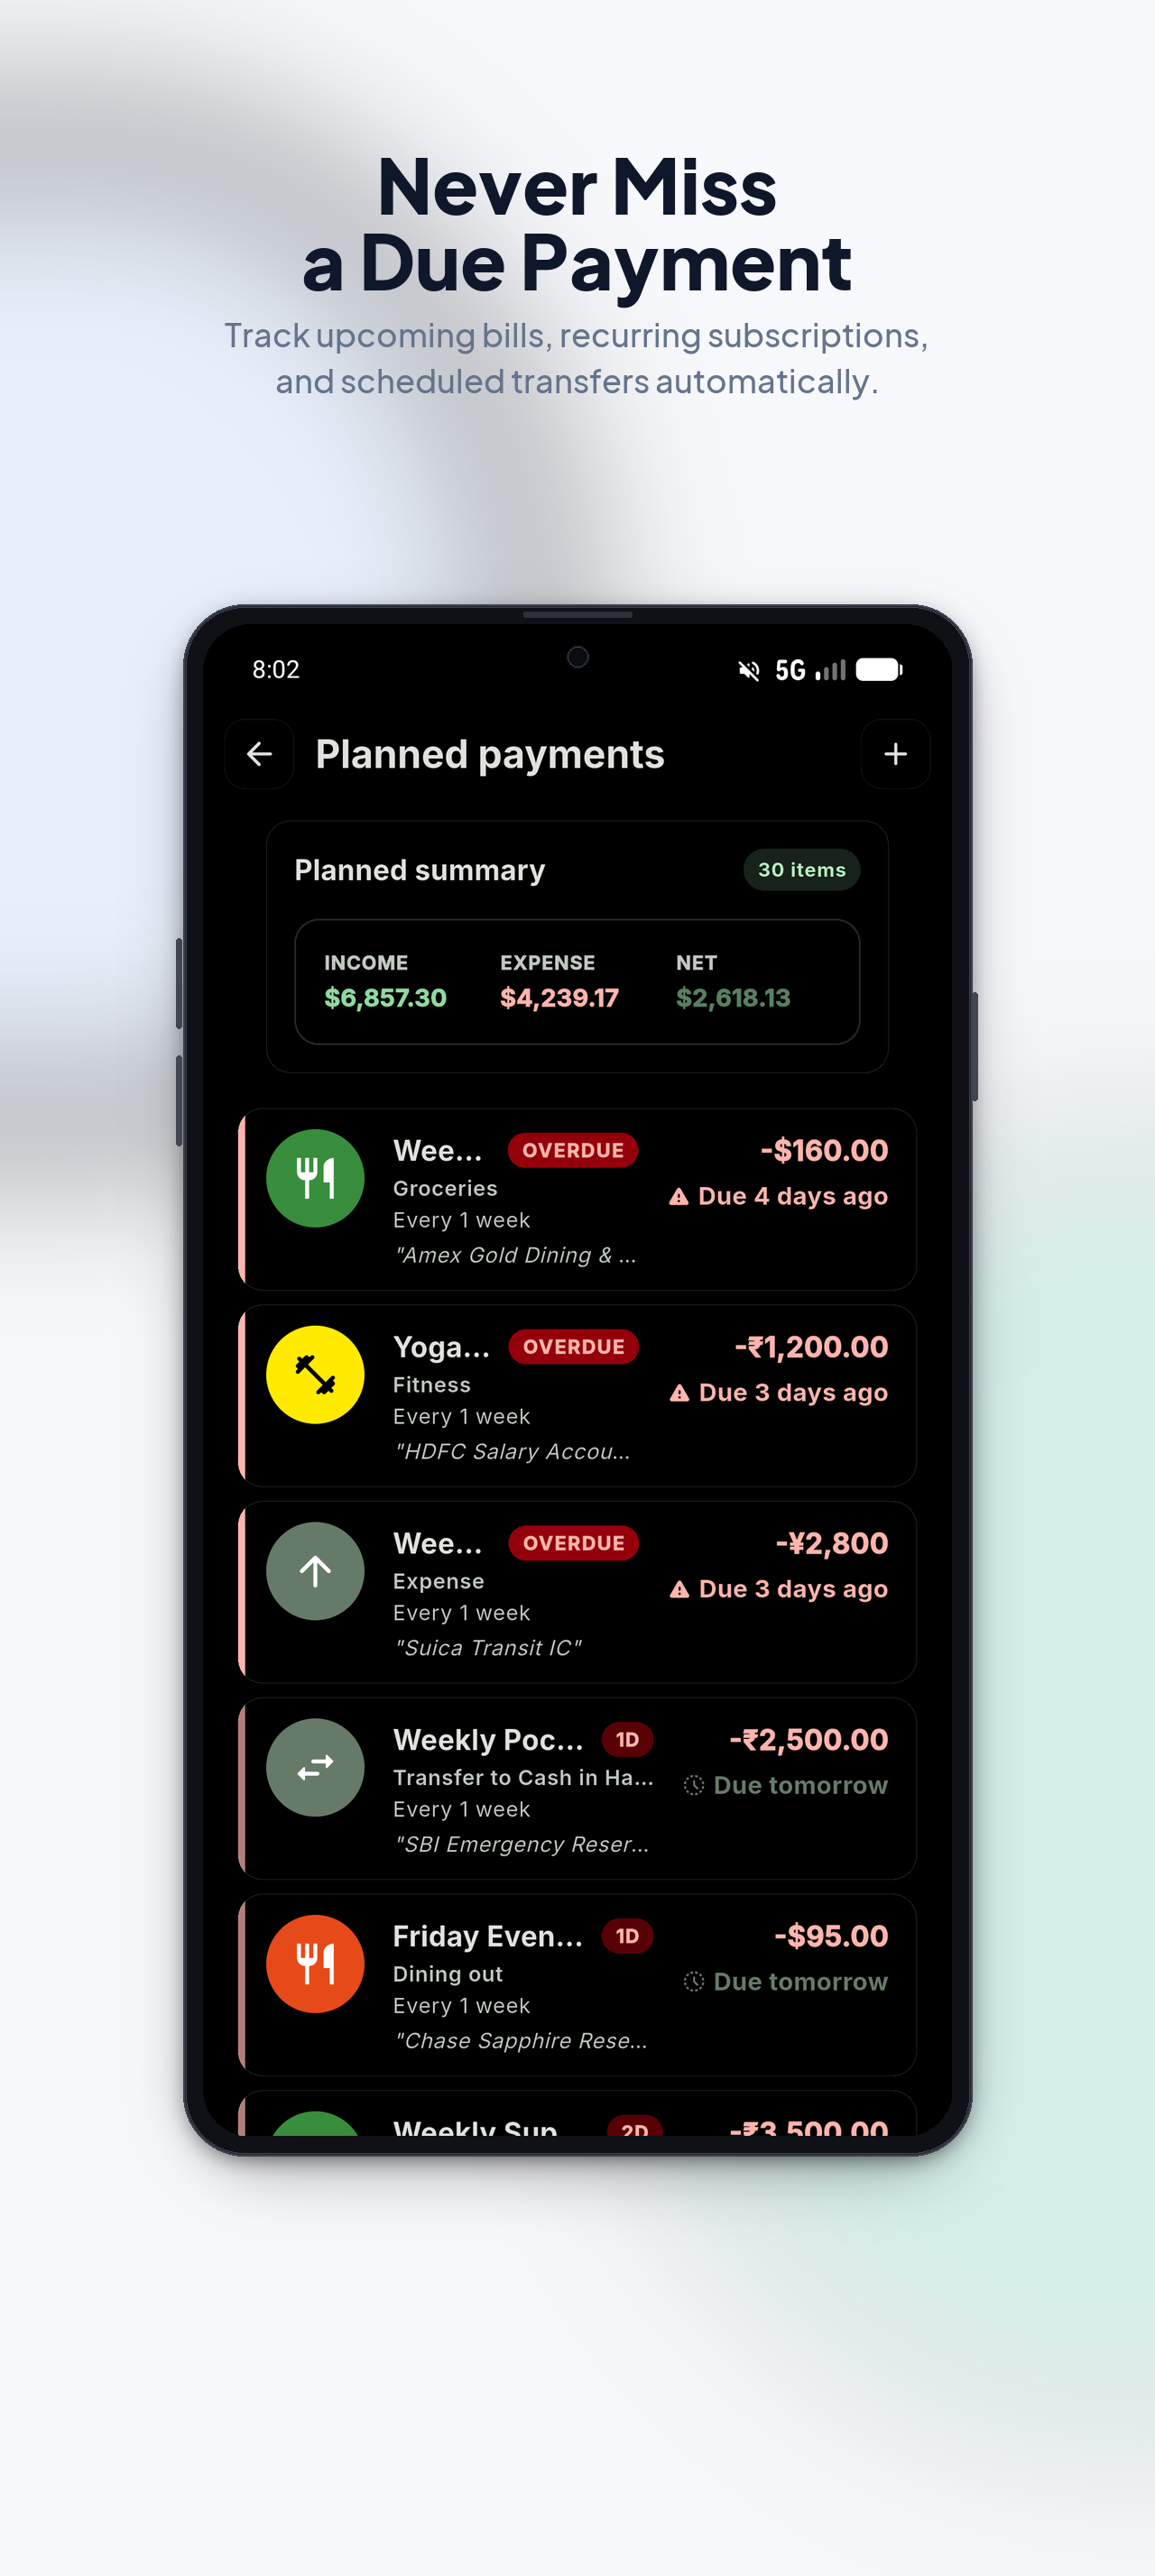 Never Miss
a Due Payment
Track upcoming bills, recurring subscriptions,
and scheduled transfers automatically.
8:02 5G
Planned payments
Planned summary 30 items
INCOME EXPENSE NET
$6,857.30 $4,239.17 $2,618.13
Wee... OVERDUE -$160.00
Groceries Due 4 days ago
Every 1 week
"Amex Gold Dining & ...
Yoga... OVERDUE -₹1,200.00
Fitness Due 3 days ago
Every 1 week
"HDFC Salary Accou...
Wee... OVERDUE -¥2,800
Expense Due 3 days ago
Every 1 week
"Suica Transit IC"
Weekly Poc... 1D -₹2,500.00
Transfer to Cash in Ha... Due tomorrow
Every 1 week
"SBI Emergency Reser...
Friday Even... 1D -$95.00
Dining out Due tomorrow
Every 1 week
"Chase Sapphire Rese...
Weekly Sup 2D -₹3,500.00